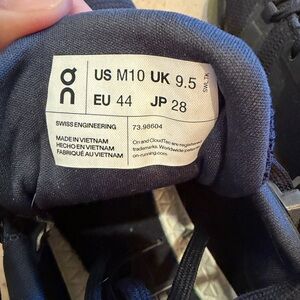 on
US M10 UK 9.5
EU 44 JP 28
SWISS ENGINEERING 73.98604
MADE IN VIETNAM
HECHO EN VIETNAM
FABRIQUÉ AU VIETNAM
On and CloudTec are registered
trademarks. Worldwide
on-running.com.